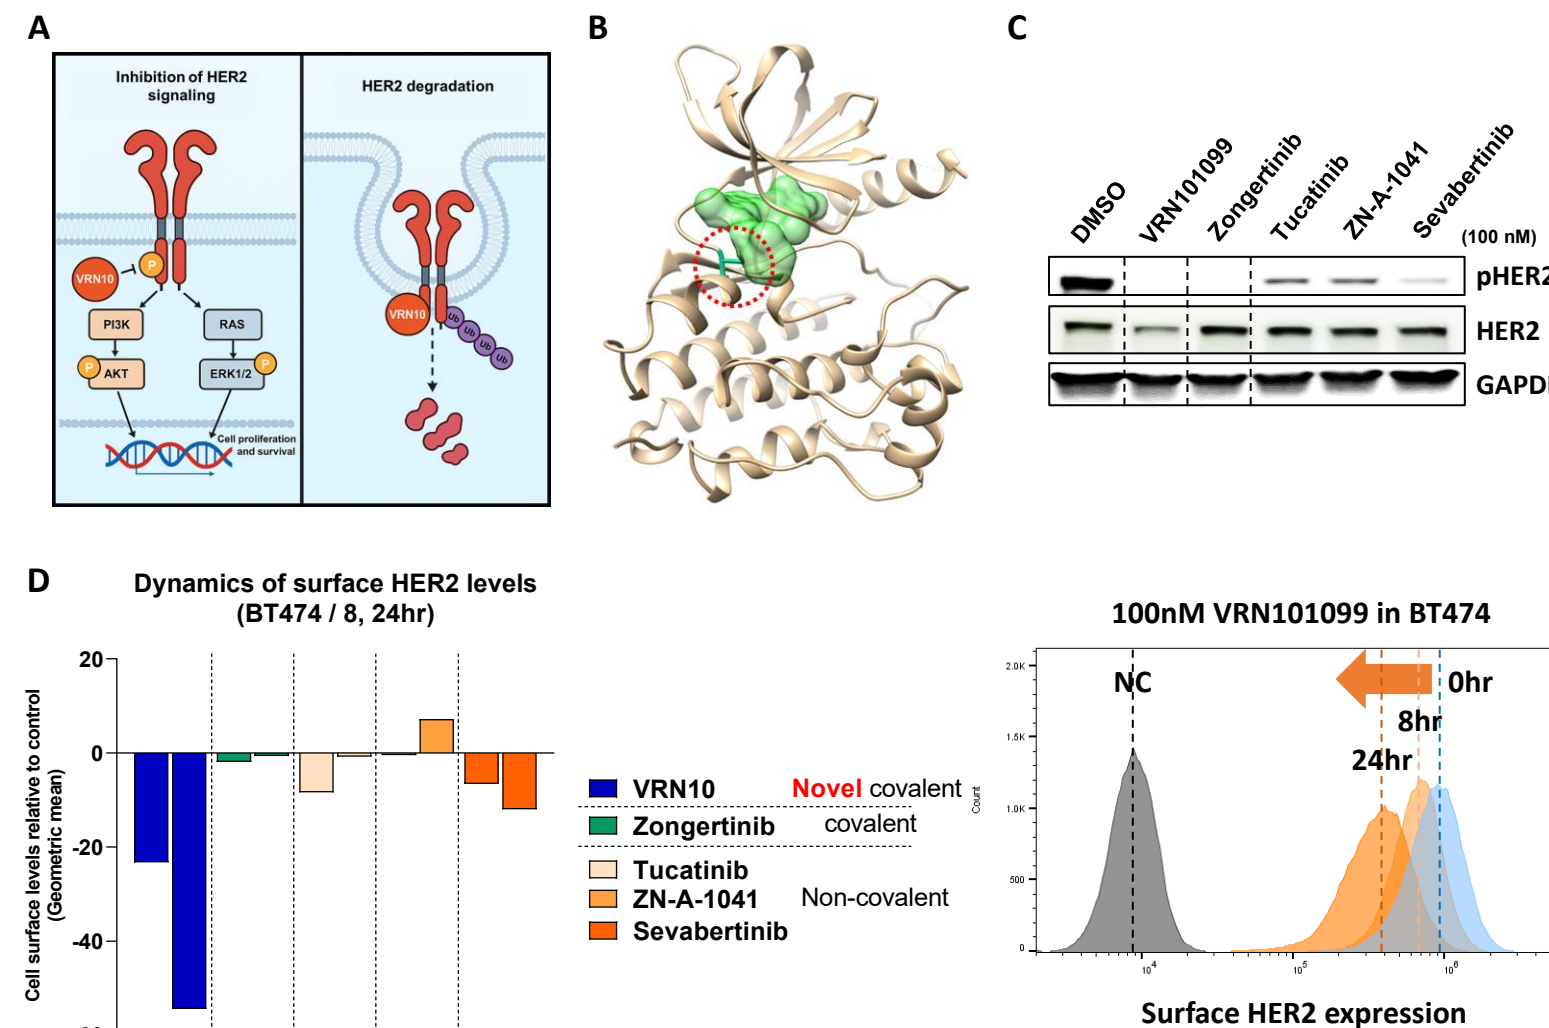 A
Inhibition of HER2
signaling
VRN10
P
PI3K
RAS
P
AKT
ERK1/2
P
Cell proliferation
and survival
HER2 degradation
VRN10
Ub
Ub
Ub
Ub
B
C
DMSO
VRN101099
Zongertinib
Tucatinib
ZN-A-1041
Sevabertinib
(100 nM)
pHER2
HER2
GAPD
D
Dynamics of surface HER2 levels
(BT474 / 8, 24hr)
Cell surface levels relative to control
(Geometric mean)
20
0
-20
-40
VRN10 Novel covalent
Zongertinib covalent
Tucatinib
ZN-A-1041 Non-covalent
Sevabertinib
100nM VRN101099 in BT474
NC
0hr
8hr
24hr
Count
2.0K
1.5K
1.0K
500
0
10^4
10^5
10^6
Surface HER2 expression